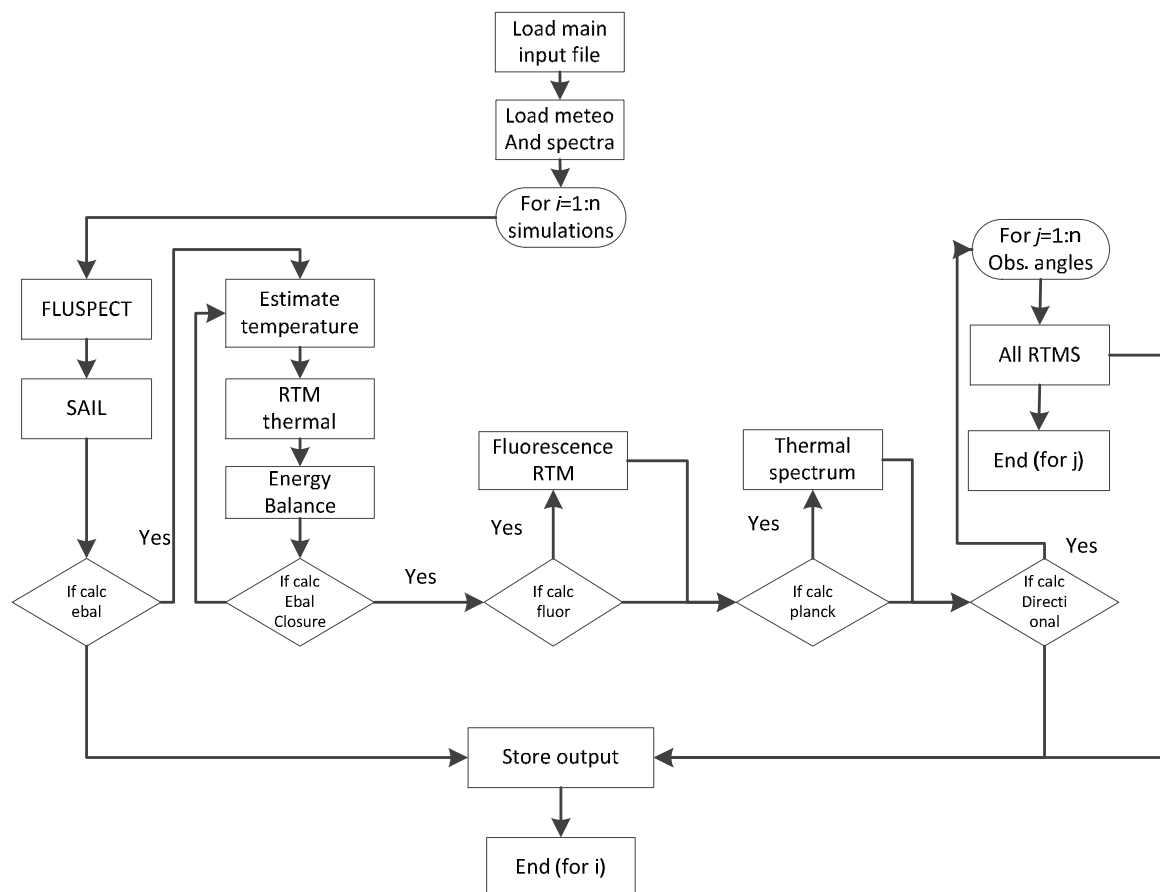 Load main
input file
Load meteo
And spectra
For i=1:n
simulations
FLUSPECT
SAIL
If calc
ebal
Yes
Estimate
temperature
RTM
thermal
Energy
Balance
If calc
Ebal
Closure
Yes
Fluorescence
RTM
Yes
If calc
fluor
Thermal
spectrum
Yes
If calc
planck
For j=1:n
Obs. angles
All RTMS
End (for j)
Yes
If calc
Directi
onal
Store output
End (for i)